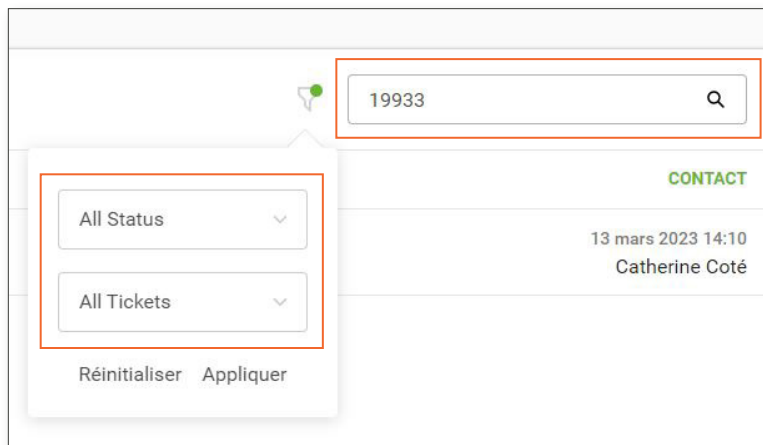 19933
CONTACT
All Status
13 mars 2023 14:10
Catherine Coté
All Tickets
Réinitialiser Appliquer